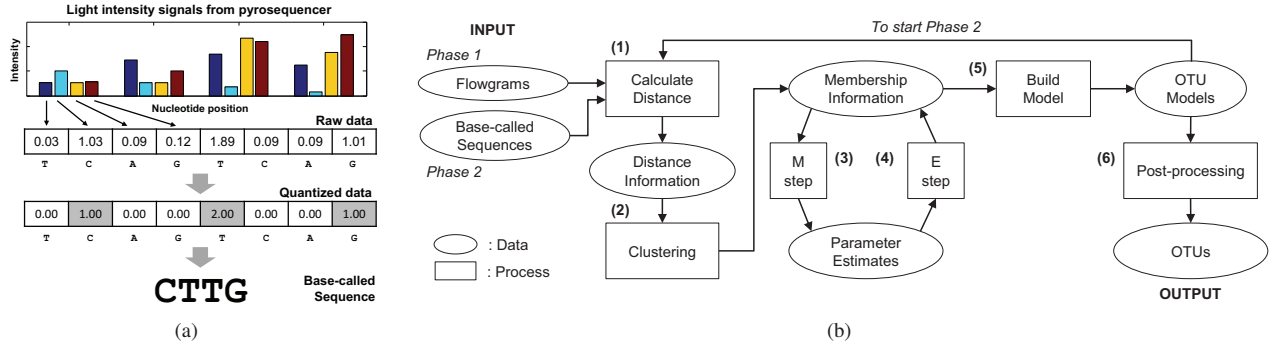 Light intensity signals from pyrosequencer
Intensity
Nucleotide position
Raw data
0.03 1.03 0.09 0.12 1.89 0.09 0.09 1.01
T C A G T C A G
Quantized data
0.00 1.00 0.00 0.00 2.00 0.00 0.00 1.00
T C A G T C A G
CTTG
Base-called
Sequence
(a)
INPUT
Phase 1
Flowgrams
Base-called
Sequences
Phase 2
(1)
Calculate
Distance
Distance
Information
(2)
Clustering
: Data
: Process
To start Phase 2
Membership
Information
M
step
(3)
(4)
E
step
Parameter
Estimates
(5)
Build
Model
OTU
Models
(6)
Post-processing
OTUs
OUTPUT
(b)